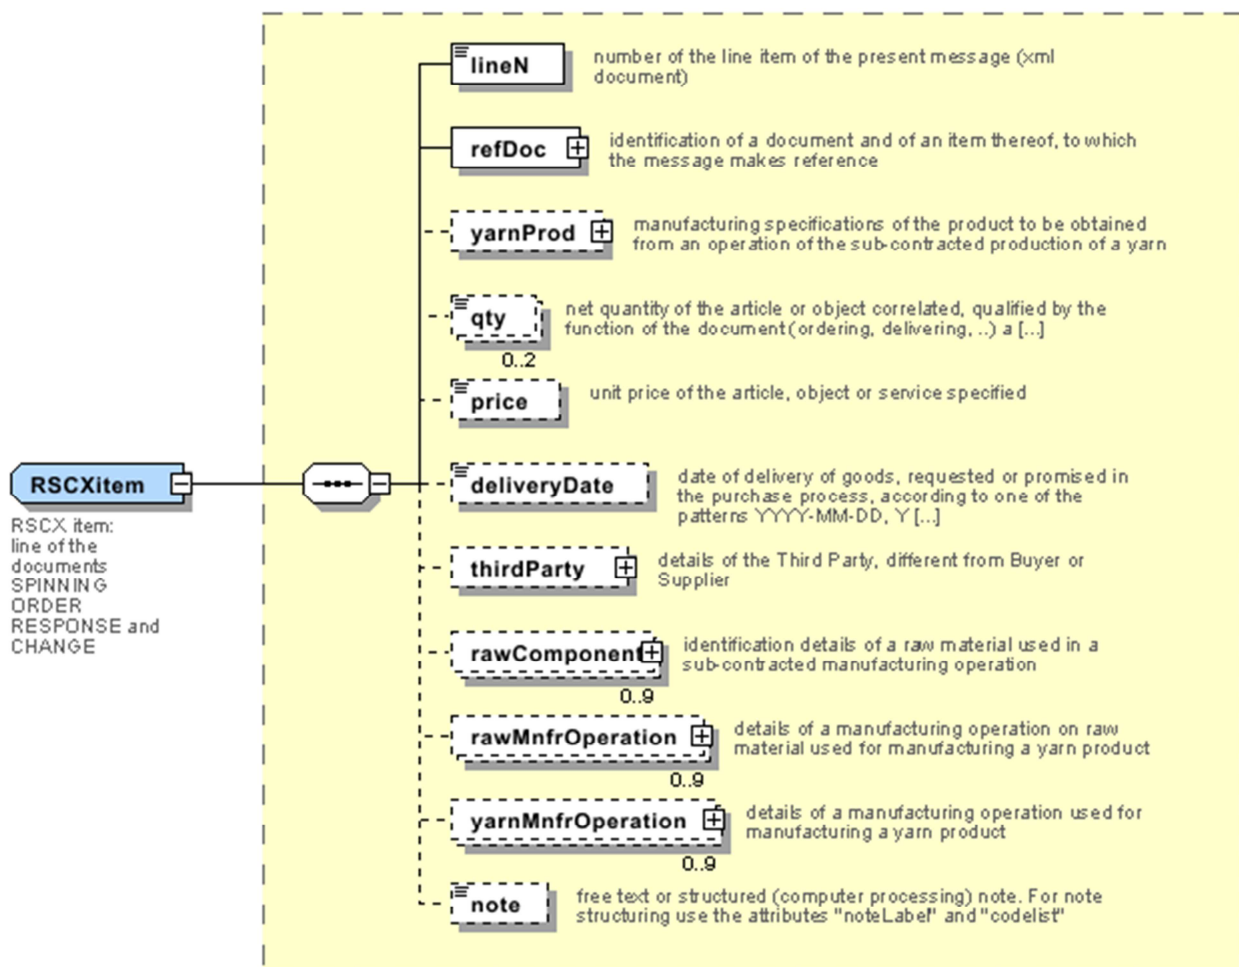 lineN
number of the line item of the present message (xml
document)
refDoc
identification of a document and of an item thereof, to which
the message makes reference
yarnProd
manufacturing specifications of the product to be obtained
from an operation of the sub-contracted production of a yarn
qty
net quantity of the article or object correlated, qualified by the
function of the document (ordering, delivering, ..) a [...]
0..2
price
unit price of the article, object or service specified
RSCXitem
RSCX item:
line of the
documents
SPINNING
ORDER
RESPONSE and
CHANGE
deliveryDate
date of delivery of goods, requested or promised in
the purchase process, according to one of the
patterns YYYY-MM-DD, Y [...]
thirdParty
details of the Third Party, different from Buyer or
Supplier
rawComponent
identification details of a raw material used in a
sub-contracted manufacturing operation
0..9
rawMnfrOperation
details of a manufacturing operation on raw
material used for manufacturing a yarn product
0..9
yarnMnfrOperation
details of a manufacturing operation used for
manufacturing a yarn product
0..9
note
free text or structured (computer processing) note. For note
structuring use the attributes "noteLabel" and "codelist"